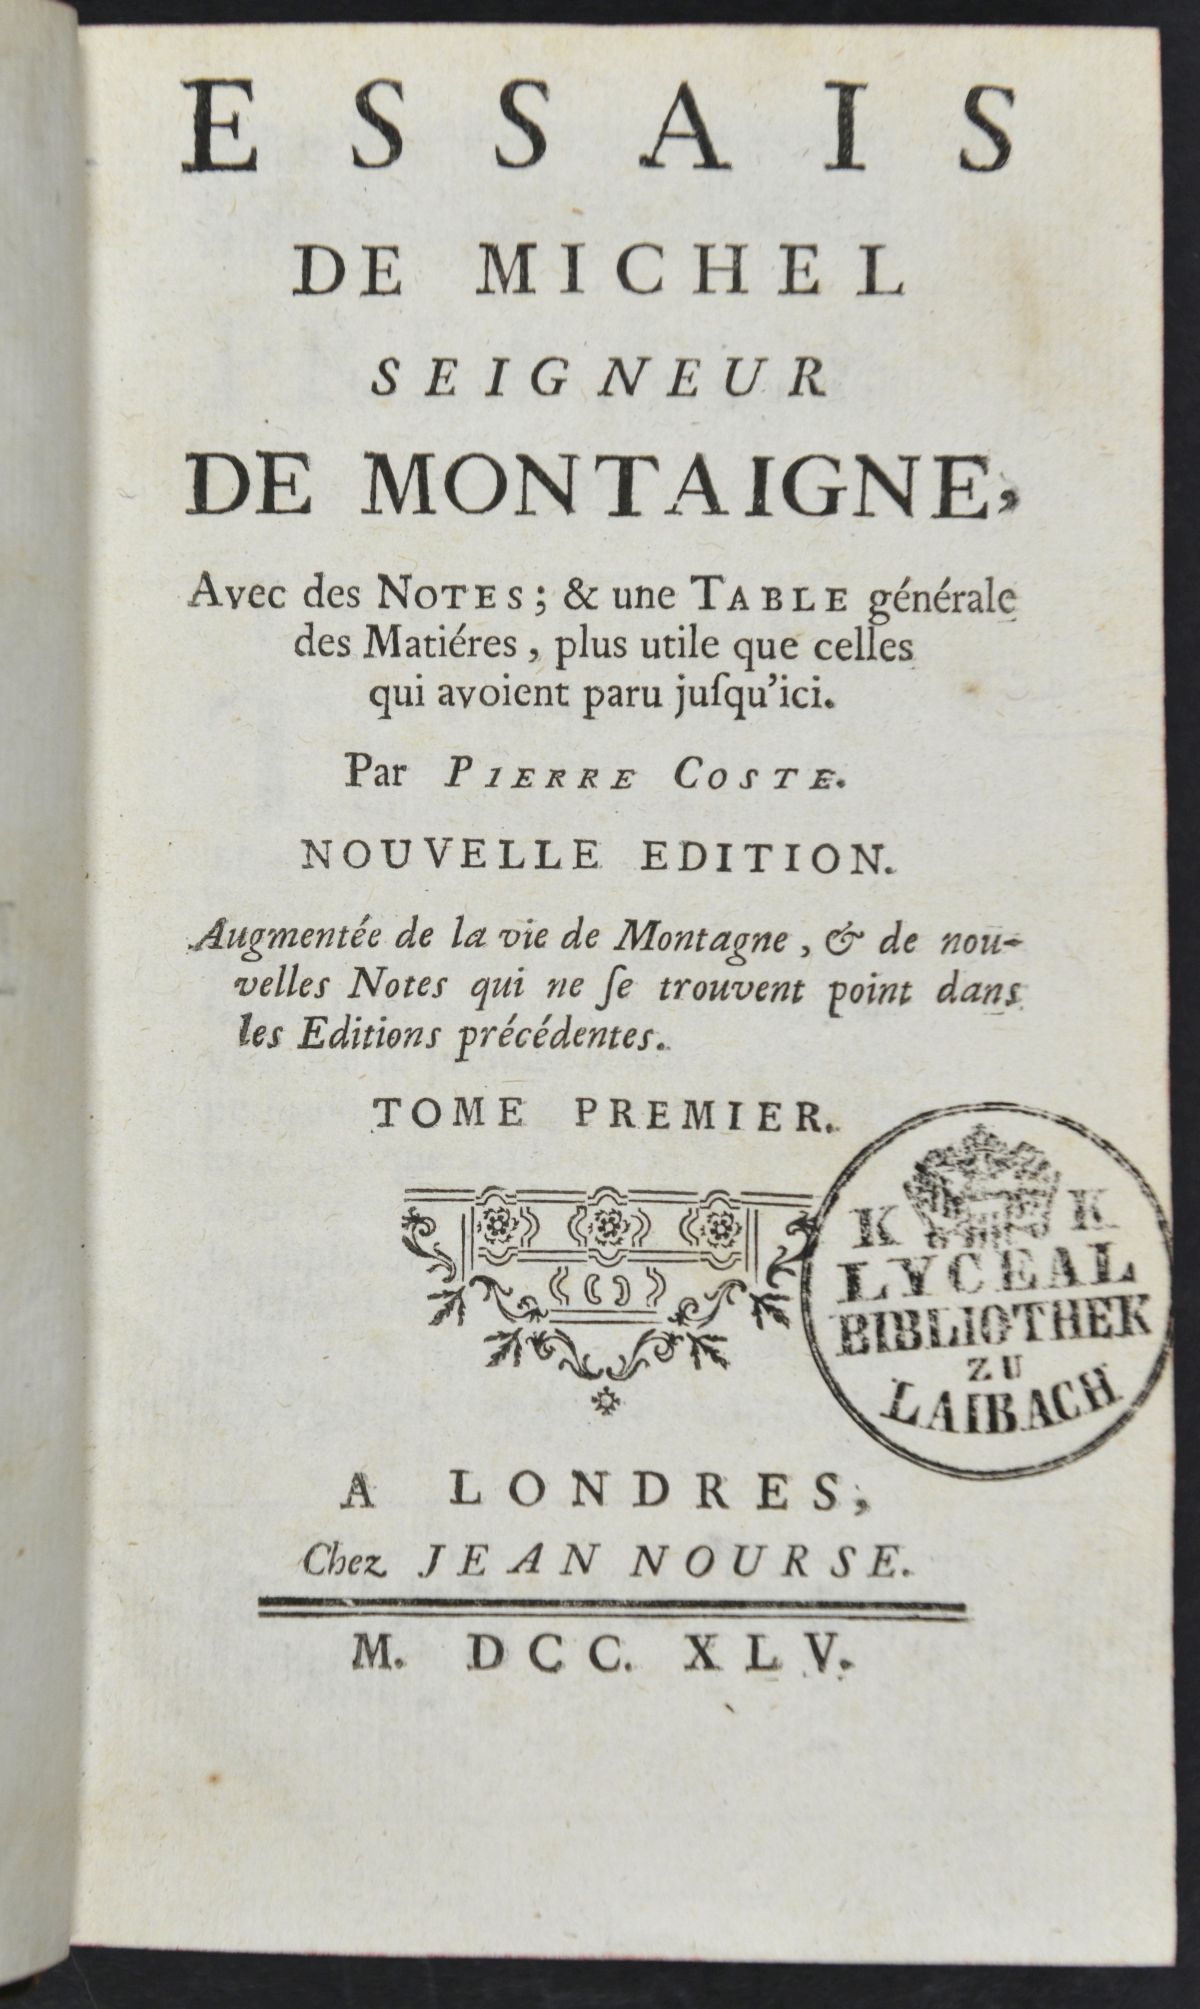 ESSAIS
DE MICHEL
SEIGNEUR
DE MONTAIGNE,
Avec des NOTES; & une TABLE générale
des Matiéres, plus utile que celles
qui avoient paru juſqu'ici.
Par PIERRE COSTE.
NOUVELLE EDITION.
Augmentée de la vie de Montagne, & de nou-
velles Notes qui ne ſe trouvent point dans
les Editions précédentes.
TOME PREMIER.
K K
LYCEAL
BIBLIOTHEK
ZU
LAIBACH
A LONDRES,
Chez JEAN NOURSE.
M. DCC. XLV.